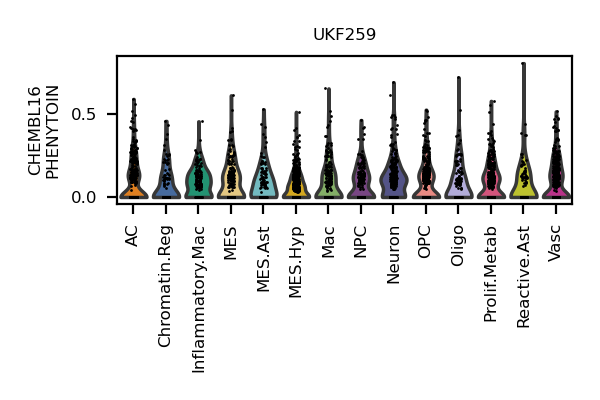 UKF259
CHEMBL16
PHENYTOIN
0.5
0.0
AC
Chromatin.Reg
Inflammatory.Mac
MES
MES.Ast
MES.Hyp
Mac
NPC
Neuron
OPC
Oligo
Prolif.Metab
Reactive.Ast
Vasc